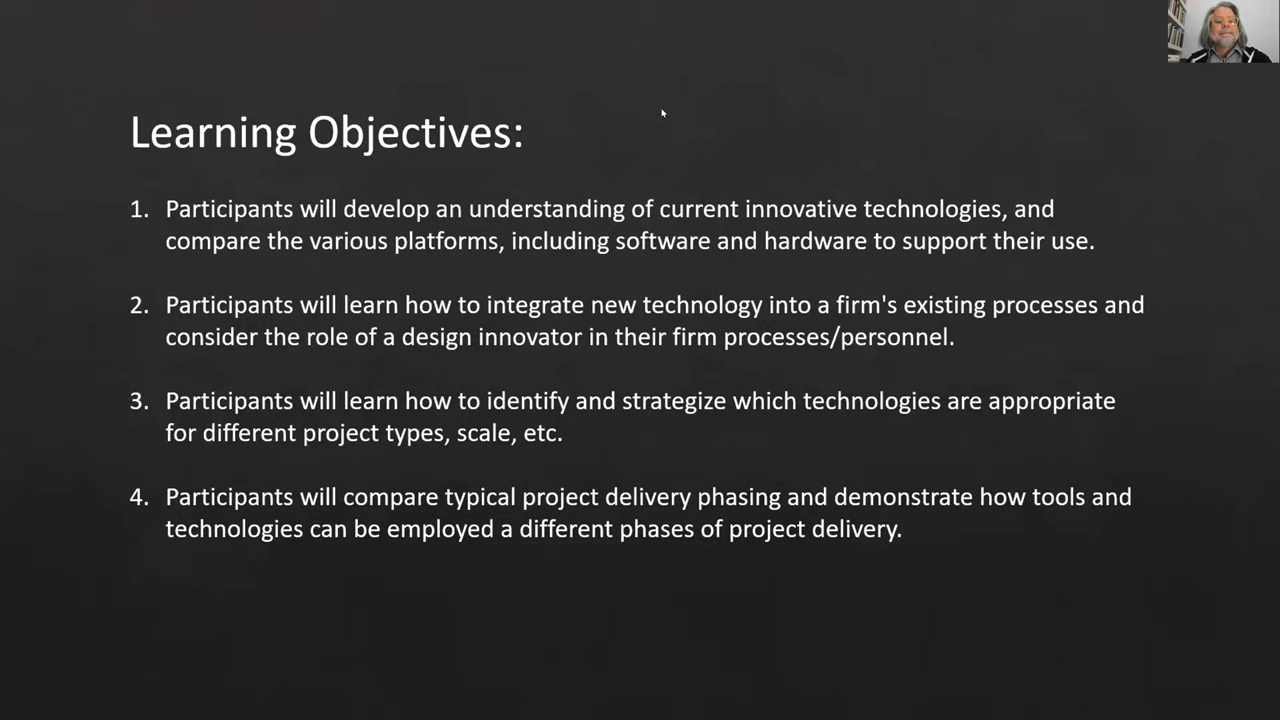 Learning Objectives:
1. Participants will develop an understanding of current innovative technologies, and
compare the various platforms, including software and hardware to support their use.
2. Participants will learn how to integrate new technology into a firm's existing processes and
consider the role of a design innovator in their firm processes/personnel.
3. Participants will learn how to identify and strategize which technologies are appropriate
for different project types, scale, etc.
4. Participants will compare typical project delivery phasing and demonstrate how tools and
technologies can be employed a different phases of project delivery.